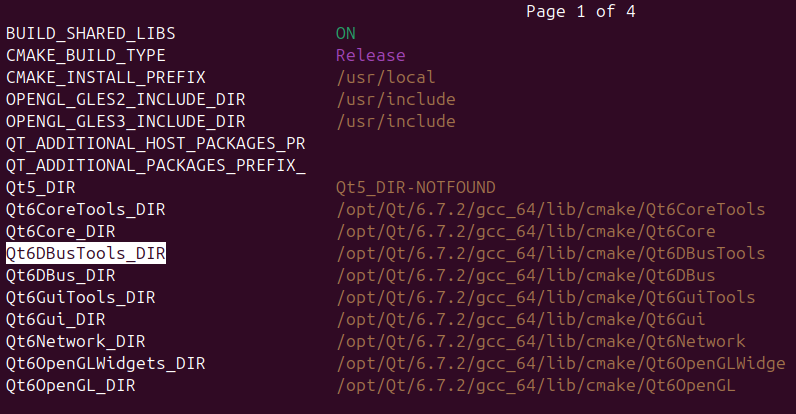 Page 1 of 4
BUILD_SHARED_LIBS ON
CMAKE_BUILD_TYPE Release
CMAKE_INSTALL_PREFIX /usr/local
OPENGL_GLES2_INCLUDE_DIR /usr/include
OPENGL_GLES3_INCLUDE_DIR /usr/include
QT_ADDITIONAL_HOST_PACKAGES_PR
QT_ADDITIONAL_PACKAGES_PREFIX_
Qt5_DIR Qt5_DIR-NOTFOUND
Qt6CoreTools_DIR /opt/Qt/6.7.2/gcc_64/lib/cmake/Qt6CoreTools
Qt6Core_DIR /opt/Qt/6.7.2/gcc_64/lib/cmake/Qt6Core
Qt6DBusTools_DIR /opt/Qt/6.7.2/gcc_64/lib/cmake/Qt6DBusTools
Qt6DBus_DIR /opt/Qt/6.7.2/gcc_64/lib/cmake/Qt6DBus
Qt6GuiTools_DIR /opt/Qt/6.7.2/gcc_64/lib/cmake/Qt6GuiTools
Qt6Gui_DIR /opt/Qt/6.7.2/gcc_64/lib/cmake/Qt6Gui
Qt6Network_DIR /opt/Qt/6.7.2/gcc_64/lib/cmake/Qt6Network
Qt6OpenGLWidgets_DIR /opt/Qt/6.7.2/gcc_64/lib/cmake/Qt6OpenGLWidge
Qt6OpenGL_DIR /opt/Qt/6.7.2/gcc_64/lib/cmake/Qt6OpenGL